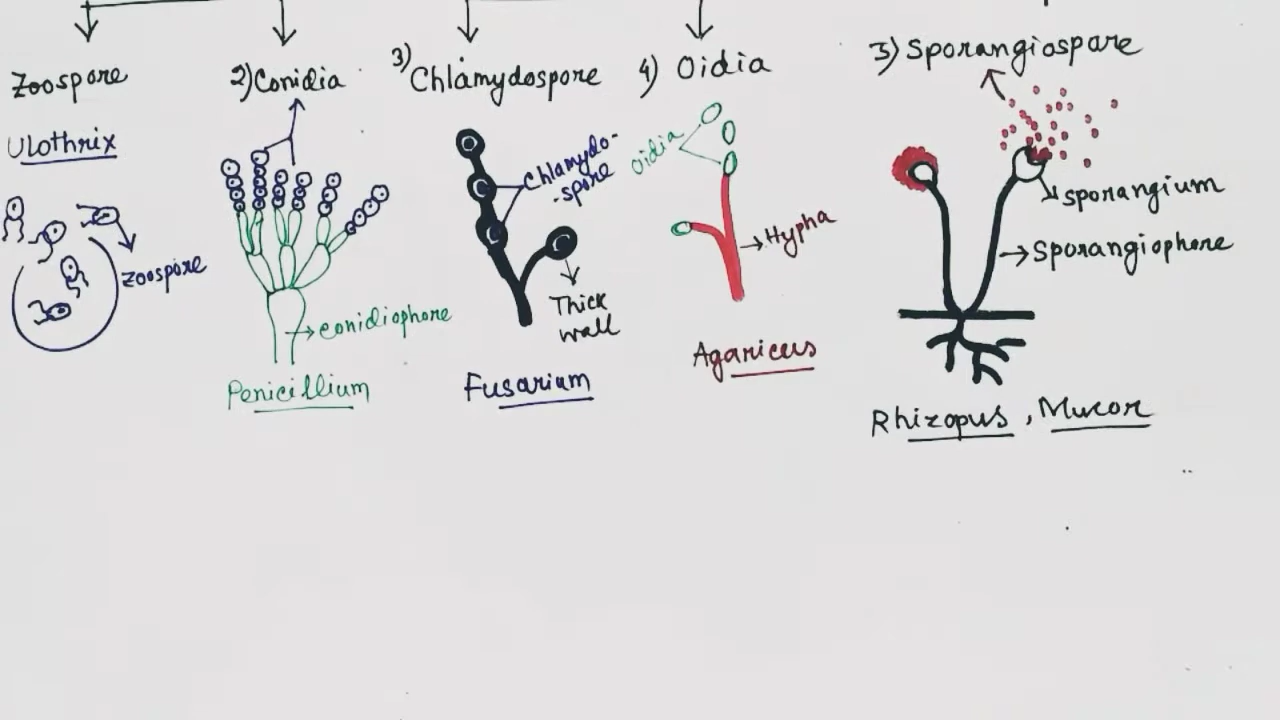 Zoospore
Ulothrix
zoospore
2) Conidia
conidiophore
Penicillium
3) Chlamydospore
Chlamydo-
-spore
Thick
wall
Fusarium
4) Oidia
Oidia
Hypha
Agaricus
5) Sporangiospore
Sporangium
Sporangiophore
Rhizopus, Mucor